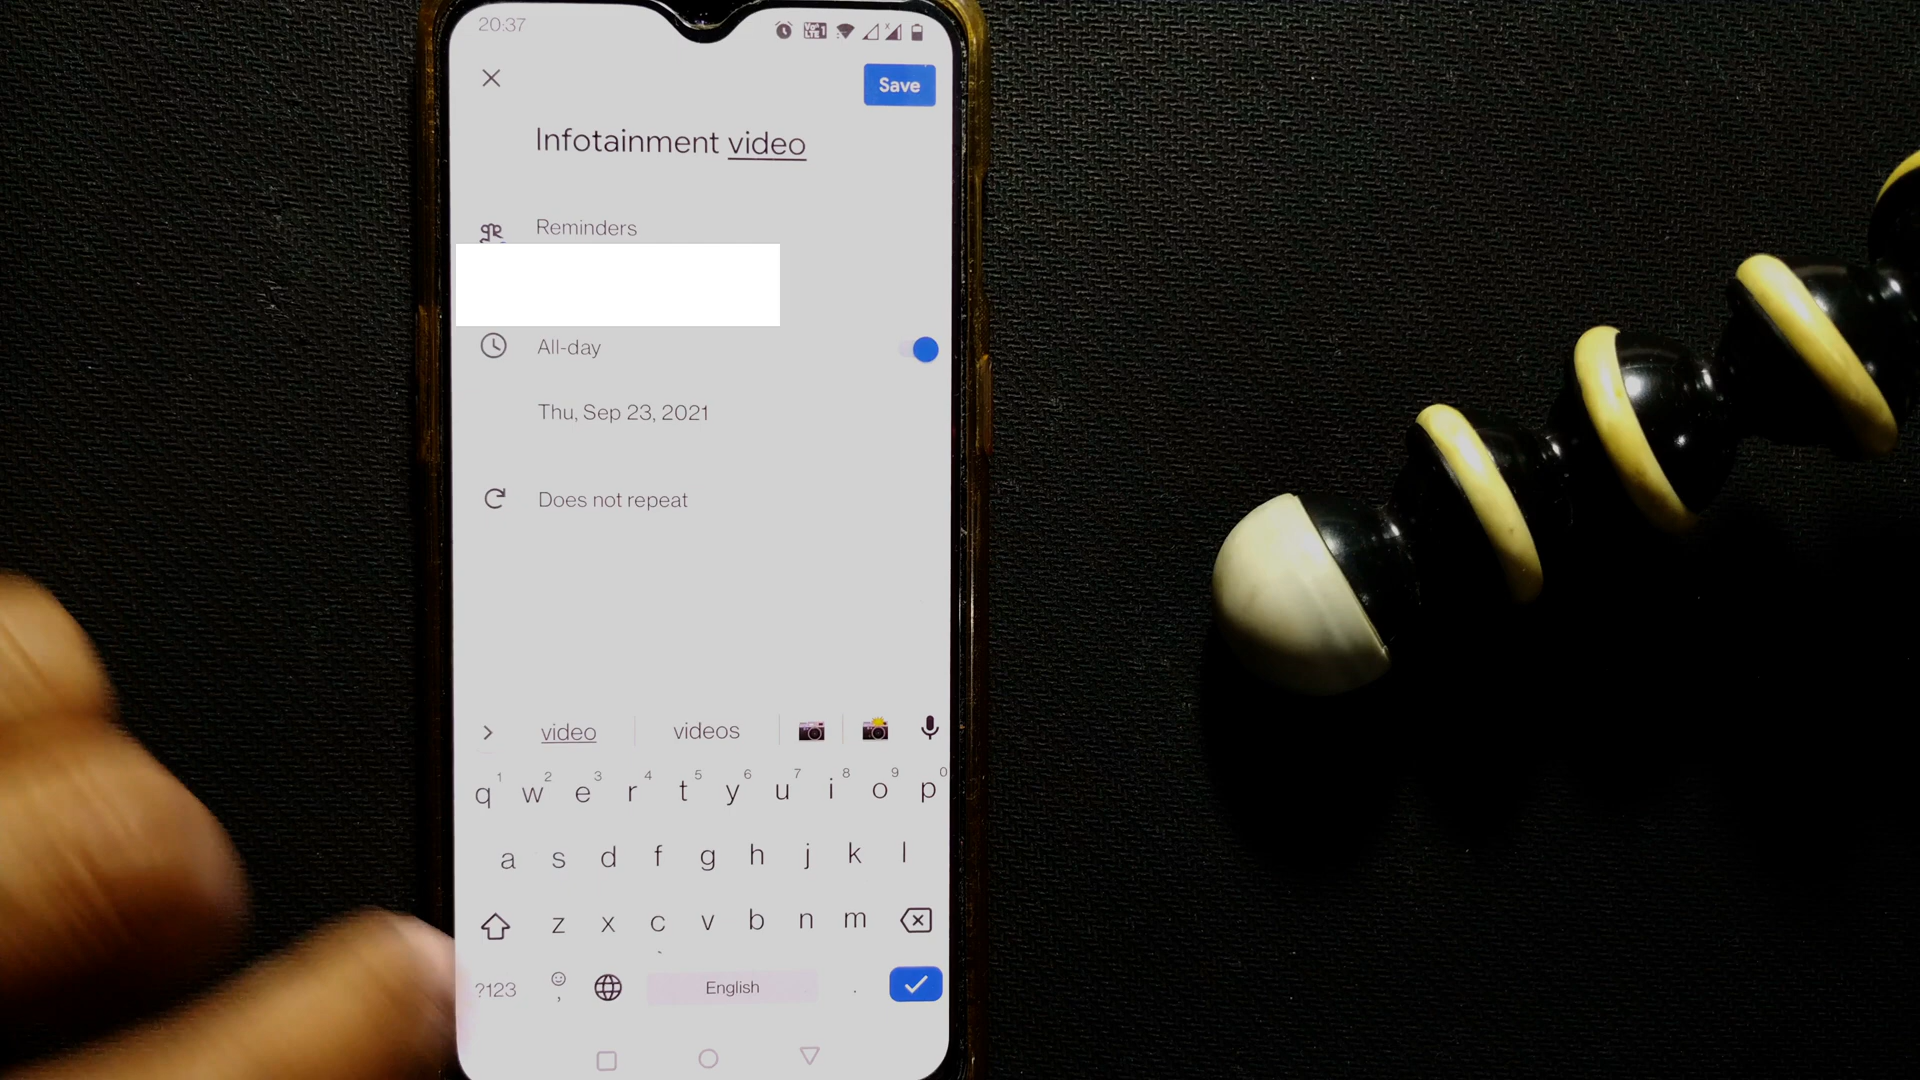 20:37
Save
Infotainment video
Reminders
All-day
Thu, Sep 23, 2021
Does not repeat
video videos
1 2 3 4 5 6 7 8 9 0
q w e r t y u i o p
a s d f g h j k l
z x c v b n m
?123 , English .